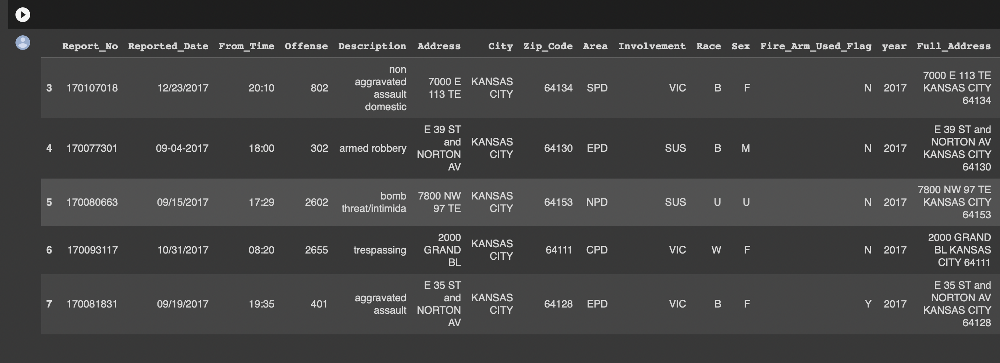 Report_No Reported_Date From_Time Offense Description Address City Zip_Code Area Involvement Race Sex Fire_Arm_Used_Flag year Full_Address
3 170107018 12/23/2017 20:10 802 non aggravated assault domestic 7000 E 113 TE KANSAS CITY 64134 SPD VIC B F N 2017 7000 E 113 TE KANSAS CITY 64134
4 170077301 09-04-2017 18:00 302 armed robbery E 39 ST and NORTON AV KANSAS CITY 64130 EPD SUS B M N 2017 E 39 ST and NORTON AV KANSAS CITY 64130
5 170080663 09/15/2017 17:29 2602 bomb threat/intimida 7800 NW 97 TE KANSAS CITY 64153 NPD SUS U U N 2017 7800 NW 97 TE KANSAS CITY 64153
6 170093117 10/31/2017 08:20 2655 trespassing 2000 GRAND BL KANSAS CITY 64111 CPD VIC W F N 2017 2000 GRAND BL KANSAS CITY 64111
7 170081831 09/19/2017 19:35 401 aggravated assault E 35 ST and NORTON AV KANSAS CITY 64128 EPD VIC B F Y 2017 E 35 ST and NORTON AV KANSAS CITY 64128